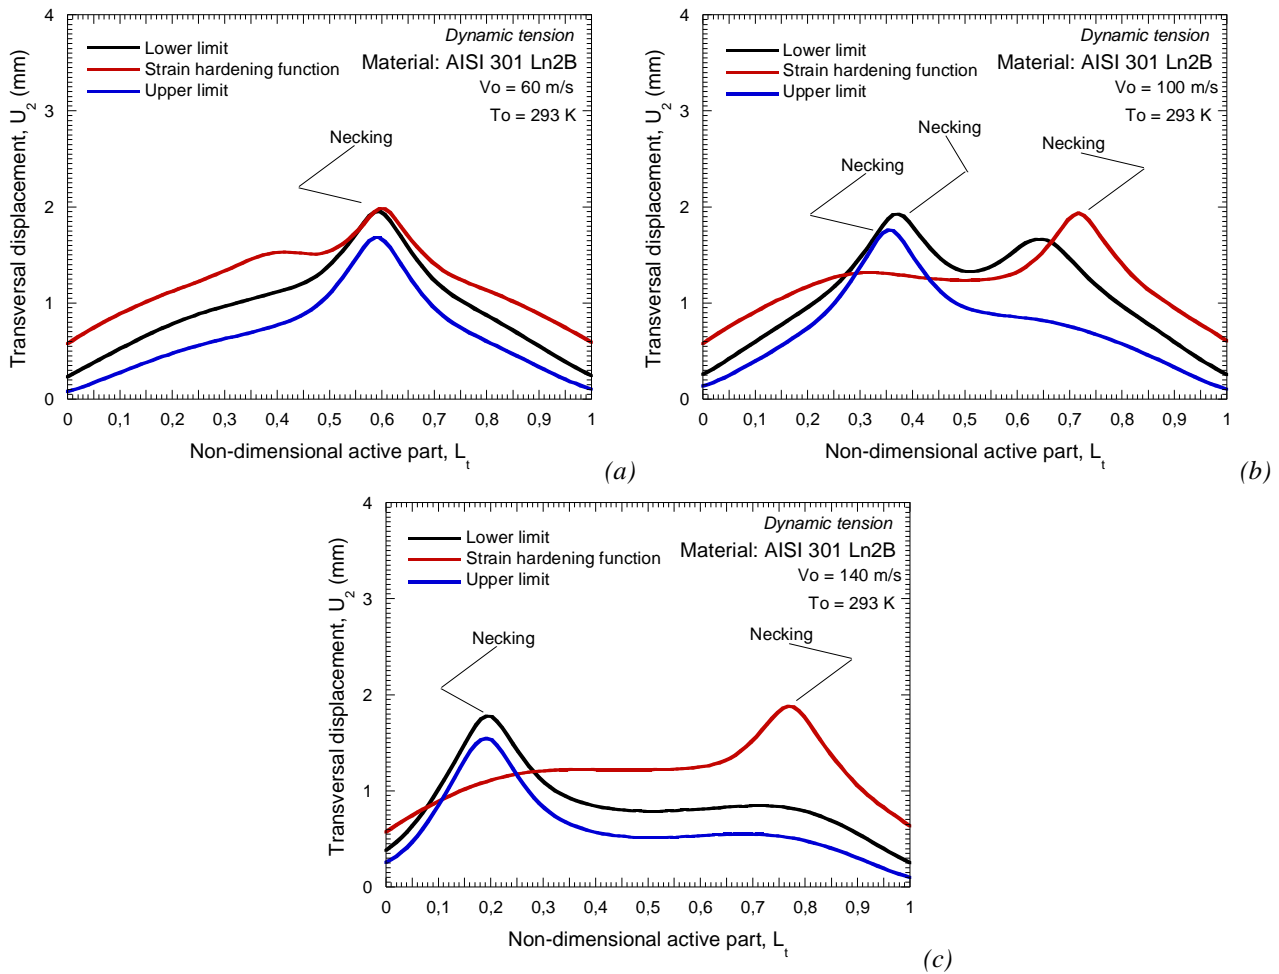 4
3
2
1
0
Transversal displacement, U2 (mm)
Lower limit
Strain hardening function
Upper limit
Dynamic tension
Material: AISI 301 Ln2B
Vo = 60 m/s
To = 293 K
Necking
0 0,1 0,2 0,3 0,4 0,5 0,6 0,7 0,8 0,9 1
Non-dimensional active part, Lt
(a)
4
3
2
1
0
Transversal displacement, U2 (mm)
Lower limit
Strain hardening function
Upper limit
Dynamic tension
Material: AISI 301 Ln2B
Vo = 100 m/s
To = 293 K
Necking
Necking
Necking
0 0,1 0,2 0,3 0,4 0,5 0,6 0,7 0,8 0,9 1
Non-dimensional active part, Lt
(b)
4
3
2
1
0
Transversal displacement, U2 (mm)
Lower limit
Strain hardening function
Upper limit
Dynamic tension
Material: AISI 301 Ln2B
Vo = 140 m/s
To = 293 K
Necking
Necking
0 0,1 0,2 0,3 0,4 0,5 0,6 0,7 0,8 0,9 1
Non-dimensional active part, Lt
(c)